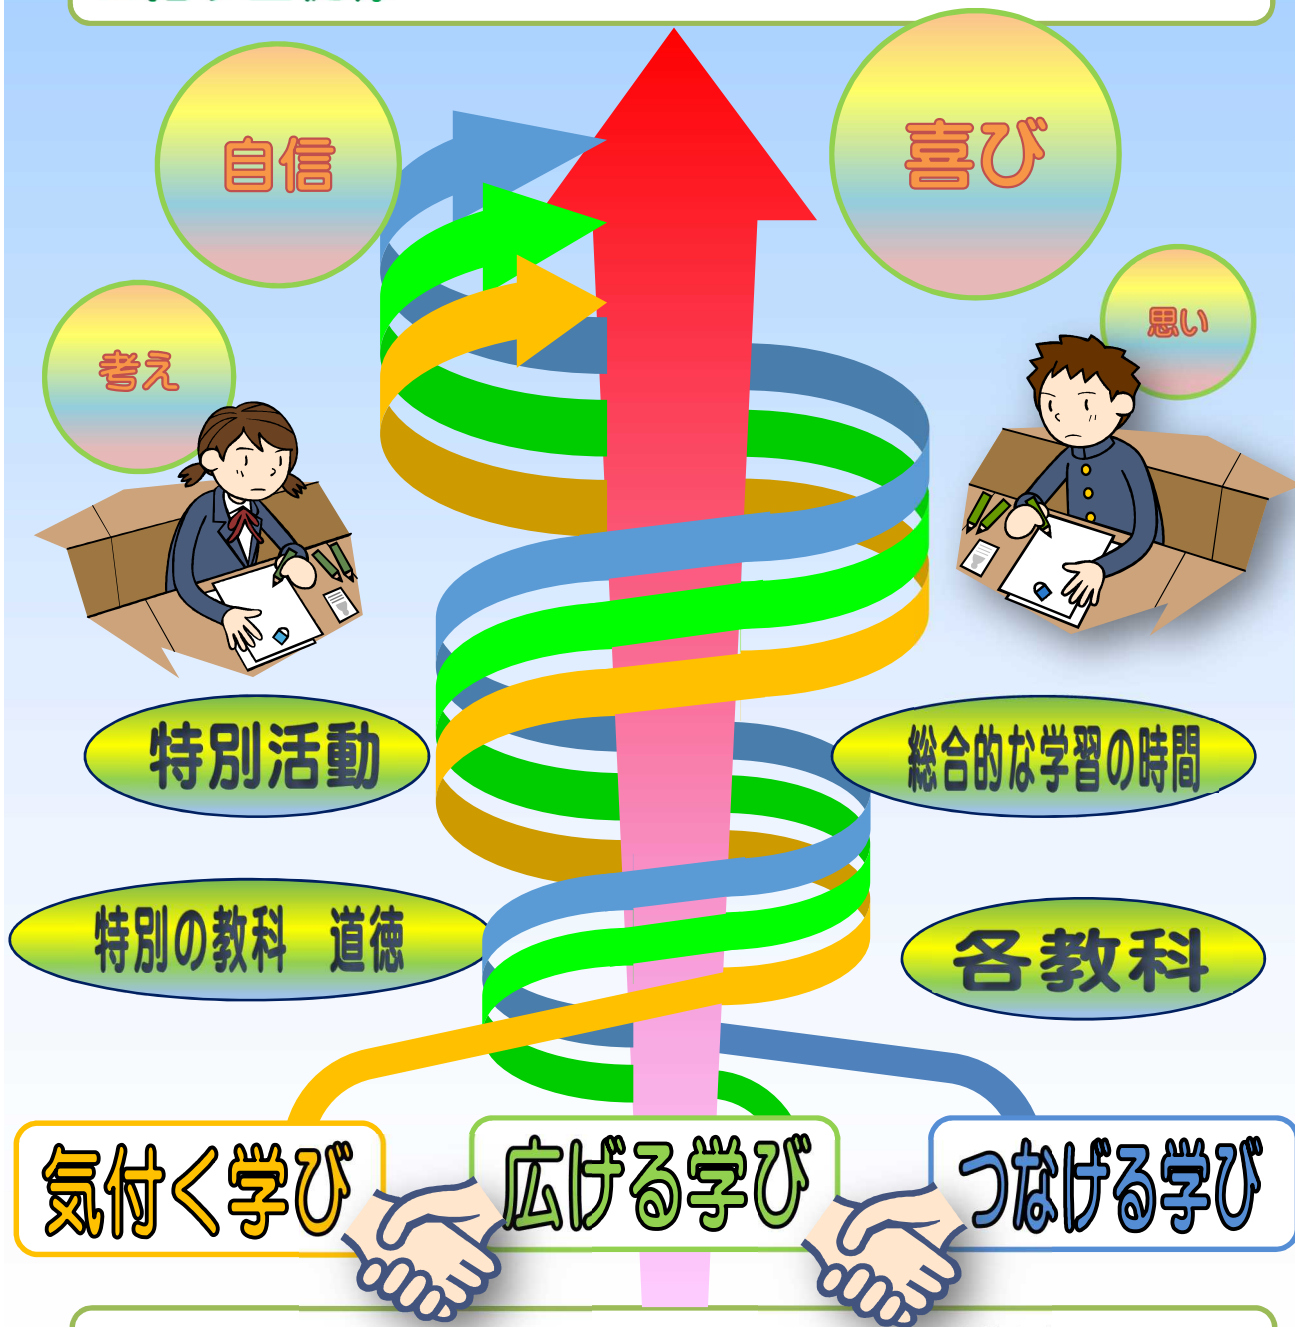 自信
喜び
思い
考え
特別活動
総合的な学習の時間
特別の教科　道徳
各教科
気付く学び
広げる学び
つなげる学び